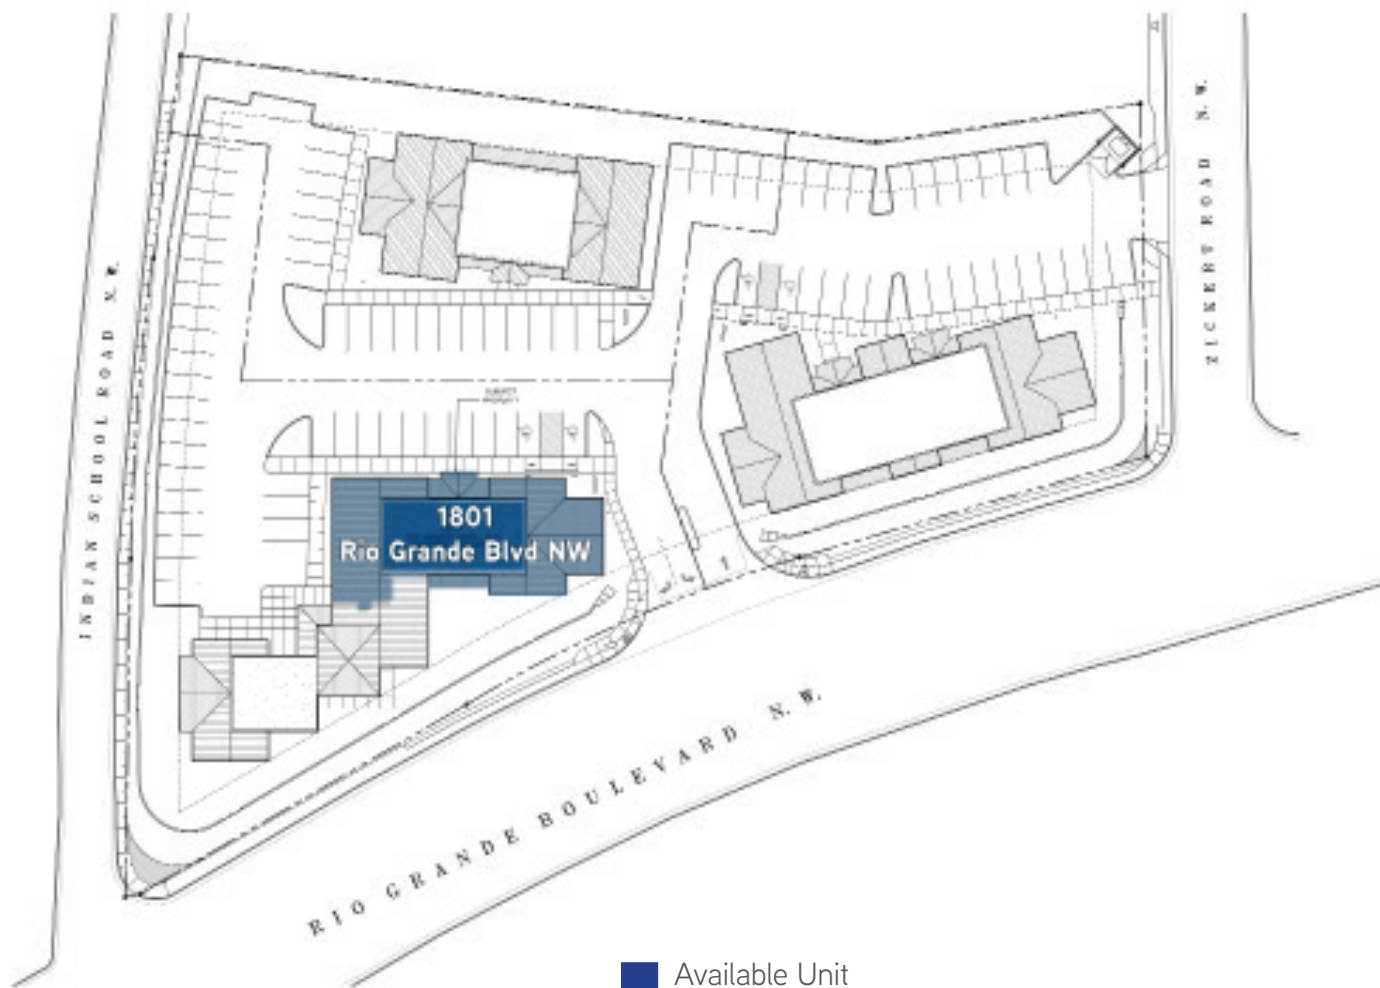 ZICKERT ROAD N.W.
INDIAN SCHOOL ROAD N.W.
1801
Rio Grande Blvd NW
RIO GRANDE BOULEVARD N.W.
Available Unit